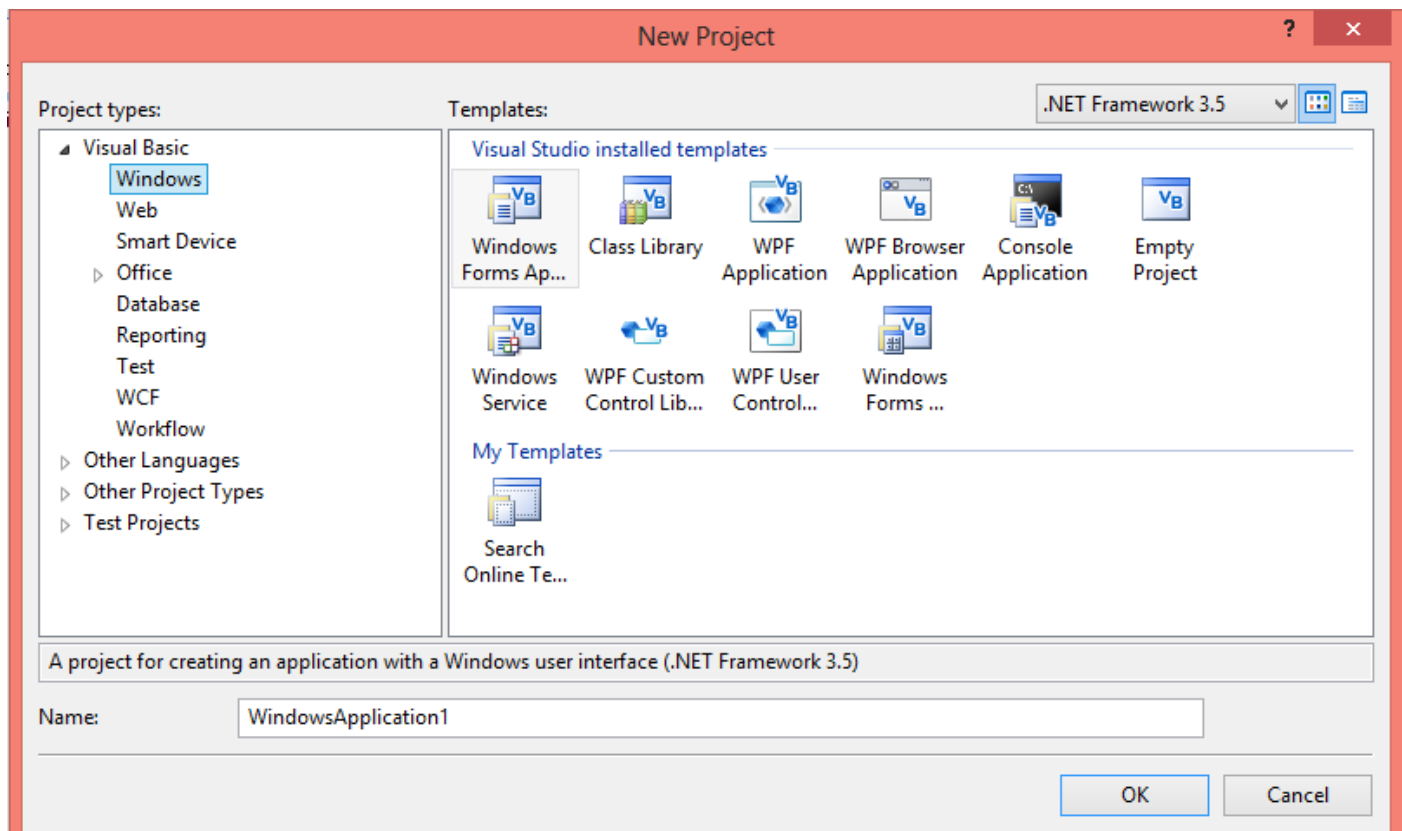 New Project
?
Project types:
Templates:
.NET Framework 3.5
Visual Basic
Windows
Web
Smart Device
Office
Database
Reporting
Test
WCF
Workflow
Other Languages
Other Project Types
Test Projects
Visual Studio installed templates
Windows
Forms Ap...
Class Library
WPF
Application
WPF Browser
Application
Console
Application
Empty
Project
Windows
Service
WPF Custom
Control Lib...
WPF User
Control...
Windows
Forms ...
My Templates
Search
Online Te...
A project for creating an application with a Windows user interface (.NET Framework 3.5)
Name:
WindowsApplication1
OK
Cancel